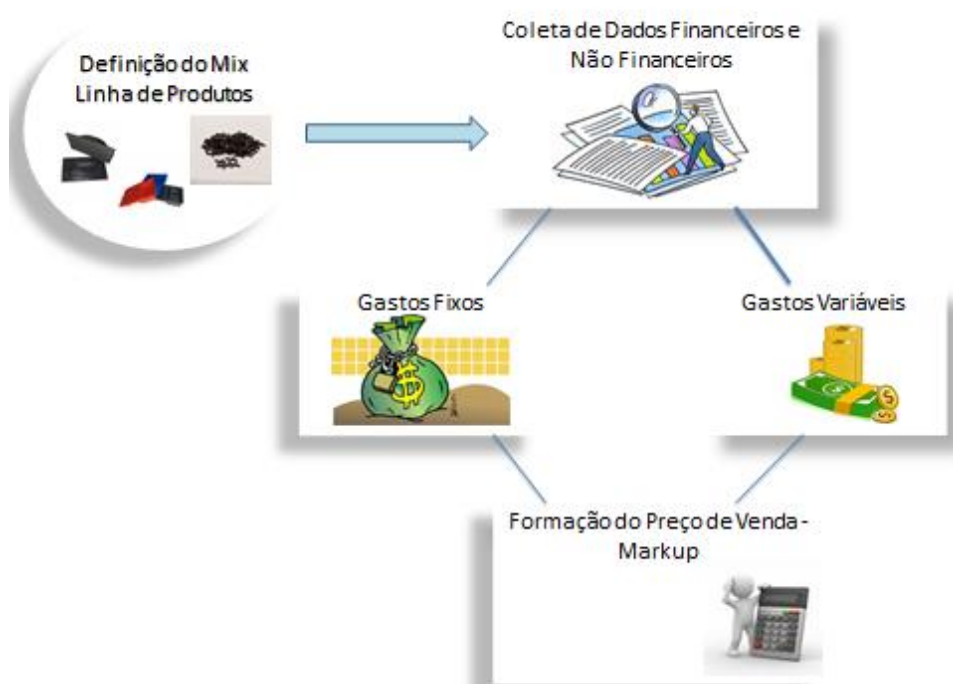 Definição do Mix
Linha de Produtos
Coleta de Dados Financeiros e
Não Financeiros
Gastos Fixos
Gastos Variáveis
Formação do Preço de Venda -
Markup